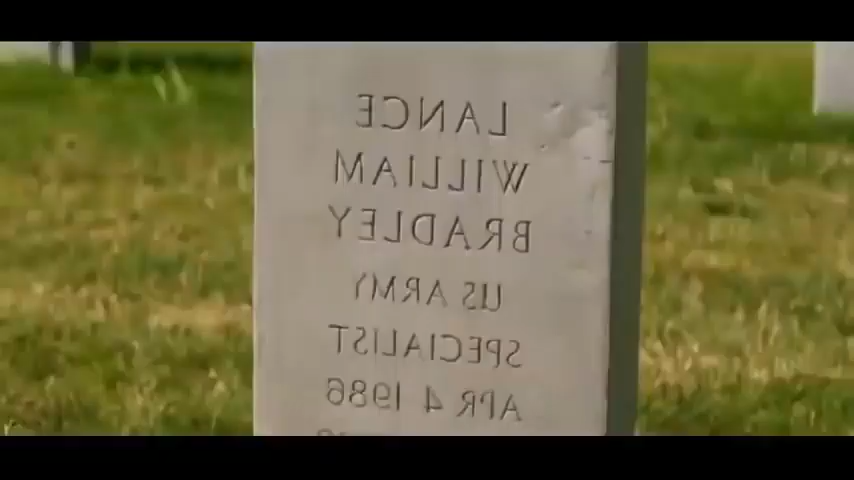 LANCE
WILLIAM
BRADLEY
US ARMY
SPECIALIST
APR 4 1986